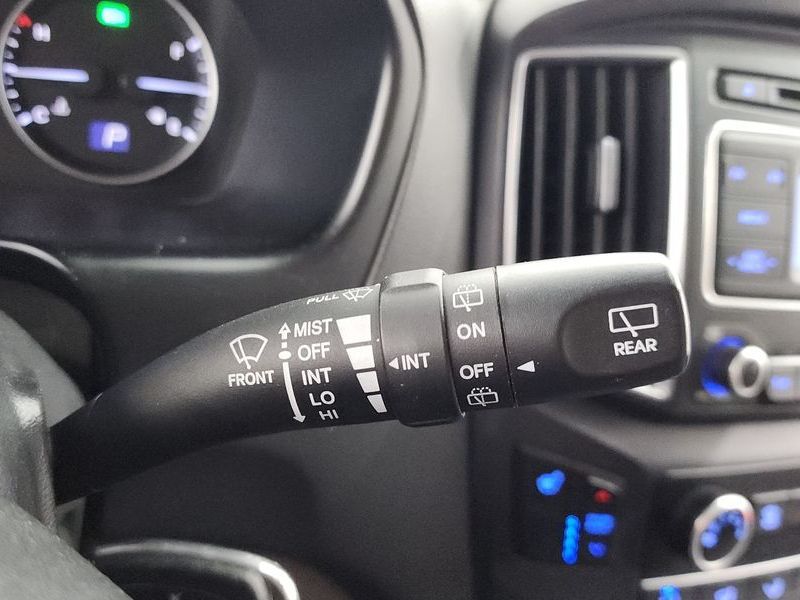 H
F
C
E
P
PULL
MIST
OFF
INT
LO
HI
FRONT
INT
ON
OFF
REAR